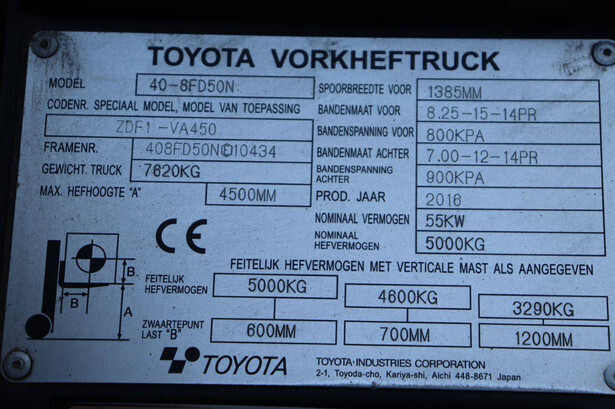 TOYOTA VORKHEFTRUCK
MODEL 40-8FD50N
CODENR. SPECIAAL MODEL, MODEL VAN TOEPASSING
ZDF1-VA450
FRAMENR.
GEWICHT. TRUCK 7620KG
MAX. HEFHOOGTE "A" 4500MM
SPOORBREEDTE VOOR 1385MM
BANDENMAAT VOOR 8.25-15-14PR
BANDENSPANNING VOOR 800KPA
BANDENMAAT ACHTER 7.00-12-14PR
BANDENSPANNING ACHTER 900KPA
PROD. JAAR 2016
NOMINAAL VERMOGEN 55KW
NOMINAAL HEFVERMOGEN 5000KG
CE
B
B
A
FEITELIJK HEFVERMOGEN MET VERTICALE MAST ALS AANGEGEVEN
FEITELIJK HEFVERMOGEN 5000KG 4600KG 3290KG
ZWAARTEPUNT LAST "B" 600MM 700MM 1200MM
TOYOTA
TOYOTA INDUSTRIES CORPORATION
2-1, Toyoda-cho, Kariya-shi, Aichi 448-8671 Japan